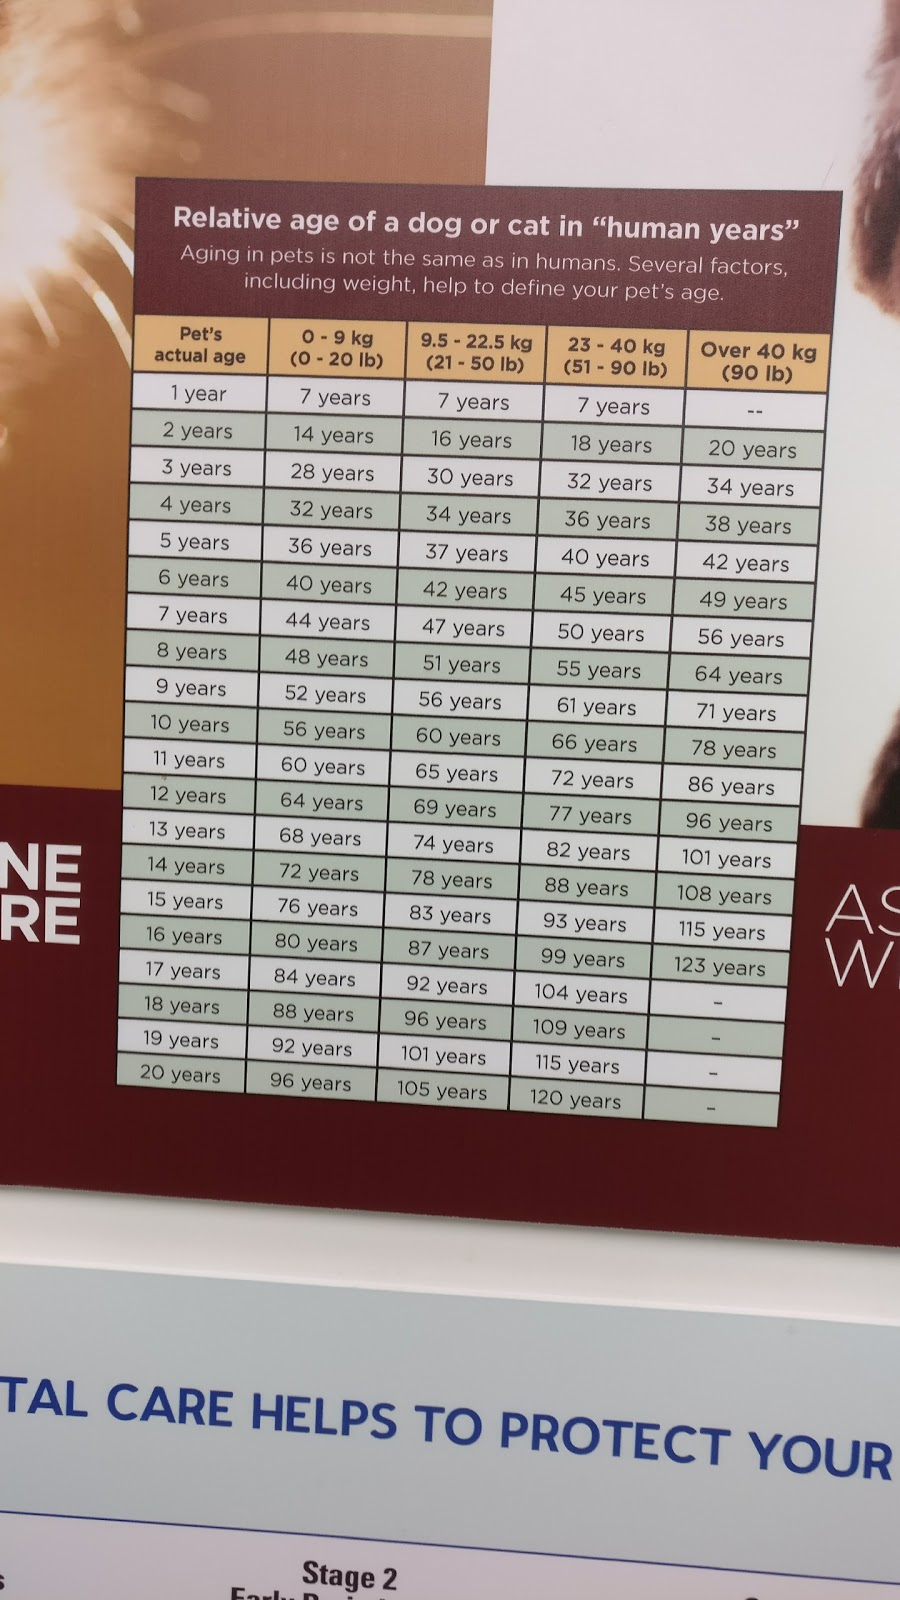 Relative age of a dog or cat in “human years”
Aging in pets is not the same as in humans. Several factors,
including weight, help to define your pet’s age.
Pet’s actual age | 0 - 9 kg (0 - 20 lb) | 9.5 - 22.5 kg (21 - 50 lb) | 23 - 40 kg (51 - 90 lb) | Over 40 kg (90 lb)
1 year | 7 years | 7 years | 7 years | --
2 years | 14 years | 16 years | 18 years | 20 years
3 years | 28 years | 30 years | 32 years | 34 years
4 years | 32 years | 34 years | 36 years | 38 years
5 years | 36 years | 37 years | 40 years | 42 years
6 years | 40 years | 42 years | 45 years | 49 years
7 years | 44 years | 47 years | 50 years | 56 years
8 years | 48 years | 51 years | 55 years | 64 years
9 years | 52 years | 56 years | 61 years | 71 years
10 years | 56 years | 60 years | 66 years | 78 years
11 years | 60 years | 65 years | 72 years | 86 years
12 years | 64 years | 69 years | 77 years | 96 years
13 years | 68 years | 74 years | 82 years | 101 years
14 years | 72 years | 78 years | 88 years | 108 years
15 years | 76 years | 83 years | 93 years | 115 years
16 years | 80 years | 87 years | 99 years | 123 years
17 years | 84 years | 92 years | 104 years | –
18 years | 88 years | 96 years | 109 years | –
19 years | 92 years | 101 years | 115 years | –
20 years | 96 years | 105 years | 120 years | –
NE
RE
AS
W
TAL CARE HELPS TO PROTECT YOUR
Stage 2